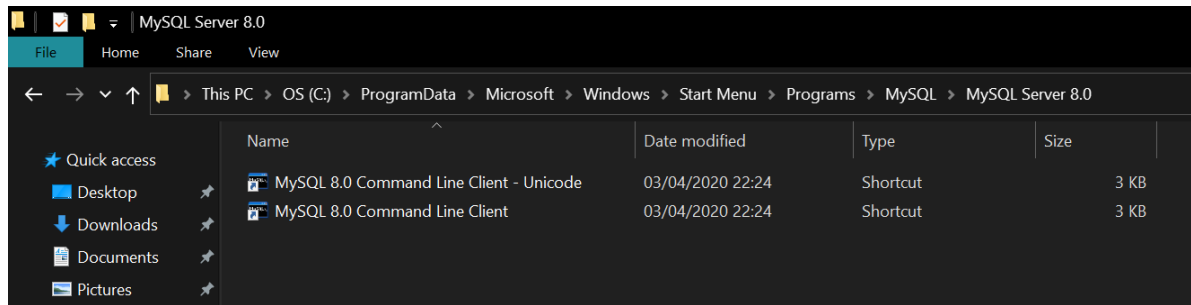 MySQL Server 8.0
File Home Share View
This PC > OS (C:) > ProgramData > Microsoft > Windows > Start Menu > Programs > MySQL > MySQL Server 8.0
Name Date modified Type Size
Quick access
Desktop
Downloads
Documents
Pictures
MySQL 8.0 Command Line Client - Unicode 03/04/2020 22:24 Shortcut 3 KB
MySQL 8.0 Command Line Client 03/04/2020 22:24 Shortcut 3 KB